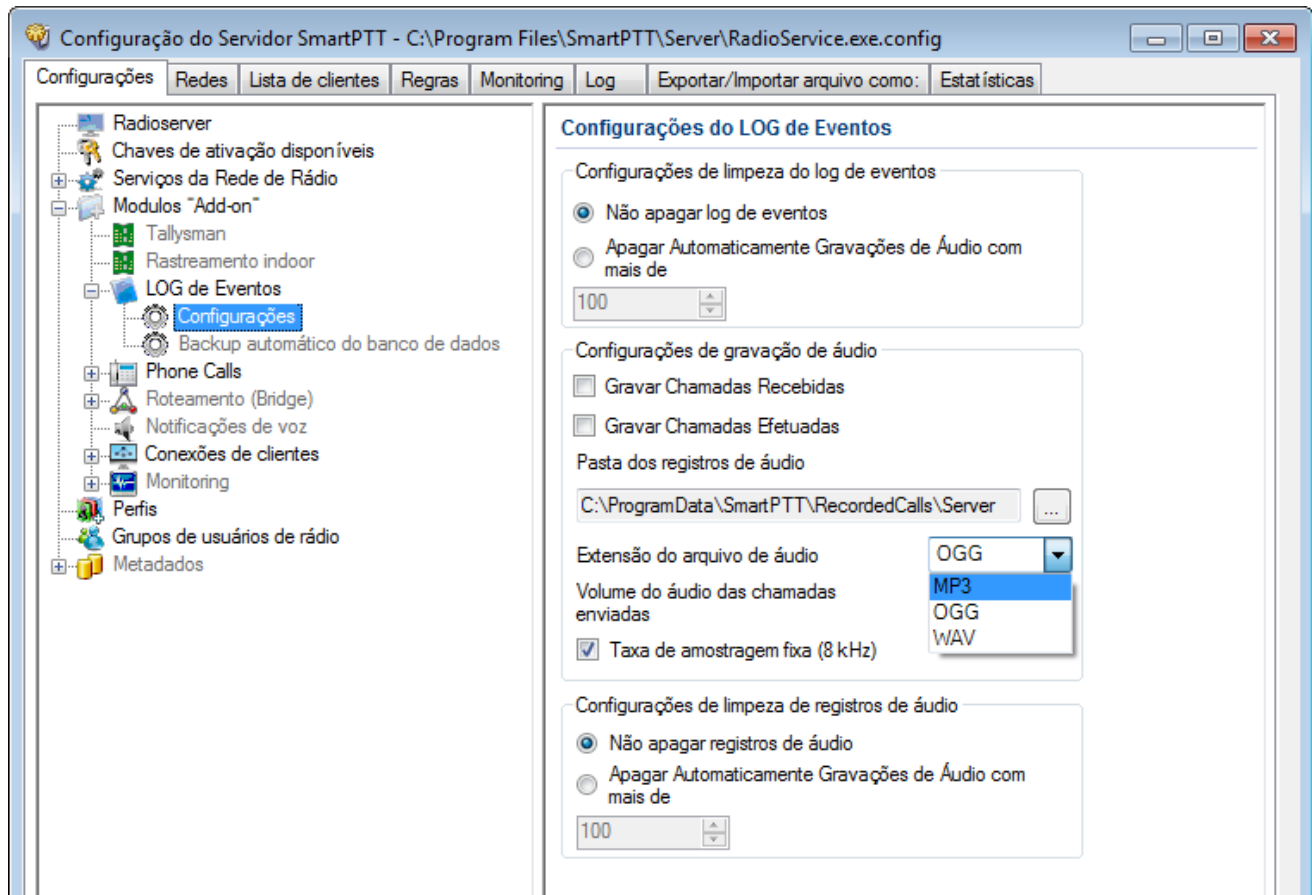 Configuração do Servidor SmartPTT - C:\Program Files\SmartPTT\Server\RadioService.exe.config
Configurações Redes Lista de clientes Regras Monitoring Log Exportar/Importar arquivo como: Estatísticas
Radioserver
Chaves de ativação disponíveis
Serviços da Rede de Rádio
Modulos "Add-on"
Tallysman
Rastreamento indoor
LOG de Eventos
Configurações
Backup automático do banco de dados
Phone Calls
Roteamento (Bridge)
Notificações de voz
Conexões de clientes
Monitoring
Perfis
Grupos de usuários de rádio
Metadados
Configurações do LOG de Eventos
Configurações de limpeza do log de eventos
Não apagar log de eventos
Apagar Automaticamente Gravações de Áudio com
mais de
100
Configurações de gravação de áudio
Gravar Chamadas Recebidas
Gravar Chamadas Efetuadas
Pasta dos registros de áudio
C:\ProgramData\SmartPTT\RecordedCalls\Server ...
Extensão do arquivo de áudio OGG
MP3
OGG
WAV
Volume do áudio das chamadas
enviadas
Taxa de amostragem fixa (8 kHz)
Configurações de limpeza de registros de áudio
Não apagar registros de áudio
Apagar Automaticamente Gravações de Áudio com
mais de
100